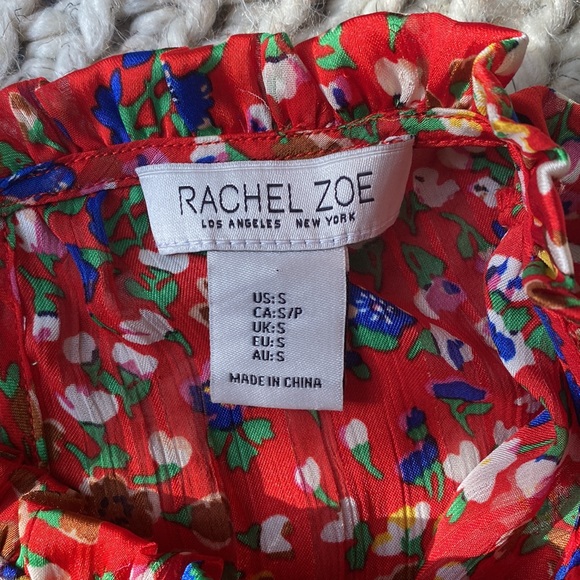 RACHEL ZOE
LOS ANGELES NEW YORK
US:S
CA:S/P
UK:S
EU:S
AU:S
MADE IN CHINA